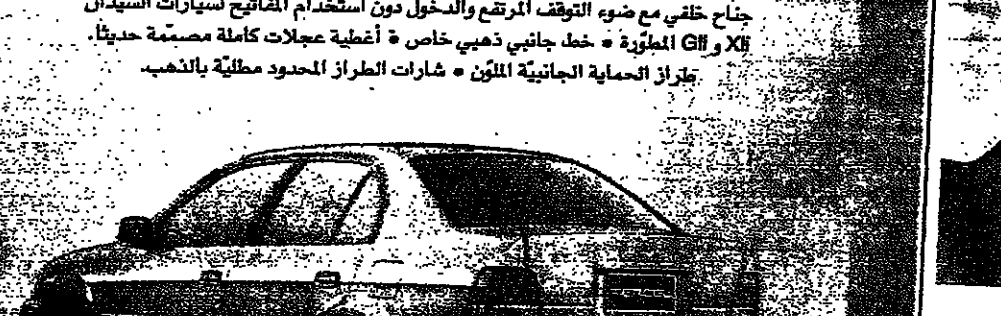 جناح خلفي مع ضوء التوقف المرتفع والدخول دون استخدام المفاتيح لسيارات السيدان
Xli و Gli المطوّرة • خط جانبي ذهبي خاص • أغطية عجلات كاملة مصمّمة حديثاً.
طراز الحماية الجانبيّة الملوّن • شارات الطراز المحدود مطليّة بالذهب.